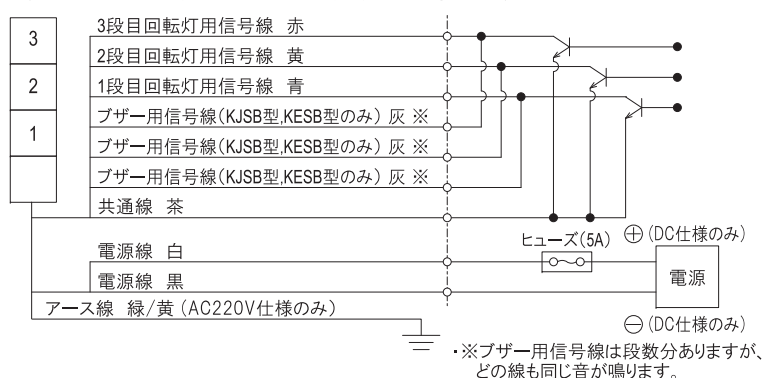 3
2
1
3段目回転灯用信号線 赤
2段目回転灯用信号線 黄
1段目回転灯用信号線 青
ブザー用信号線(KJSB型,KESB型のみ) 灰 ※
ブザー用信号線(KJSB型,KESB型のみ) 灰 ※
ブザー用信号線(KJSB型,KESB型のみ) 灰 ※
共通線 茶
電源線 白
電源線 黒
アース線 緑/黄 (AC220V仕様のみ)
ヒューズ(5A)
⊕(DC仕様のみ)
電源
⊖(DC仕様のみ)
・※ブザー用信号線は段数分ありますが、
どの線も同じ音が鳴ります。